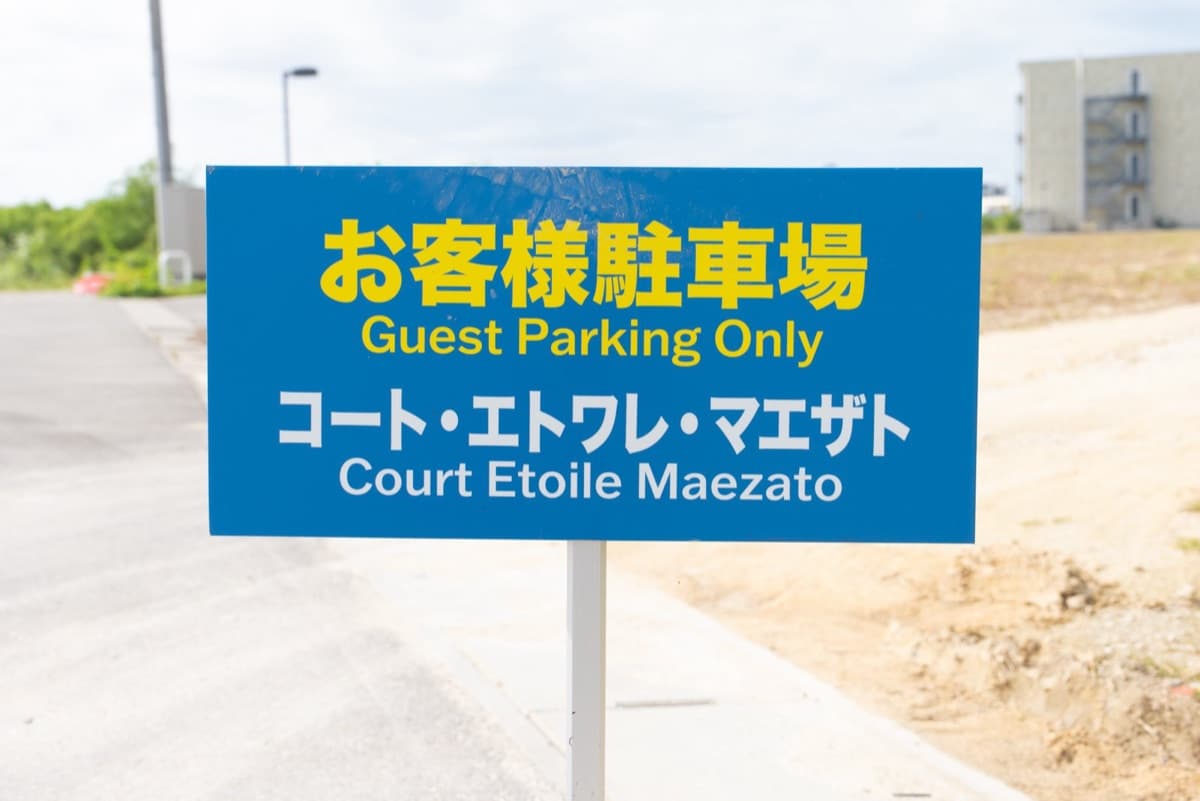 お客様駐車場
Guest Parking Only
コート・エトワレ・マエザト
Court Etoile Maezato